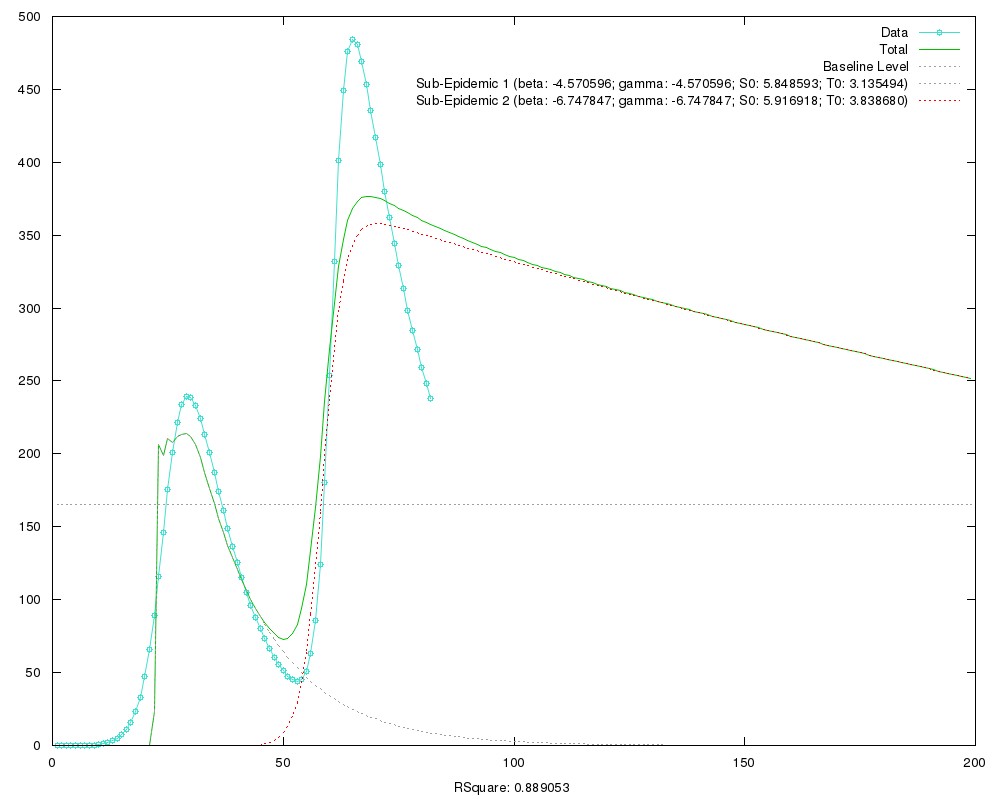 500
450
400
350
300
250
200
150
100
50
0
Data
Total
Baseline Level
Sub-Epidemic 1 (beta: -4.570596; gamma: -4.570596; S0: 5.848593; T0: 3.135494)
Sub-Epidemic 2 (beta: -6.747847; gamma: -6.747847; S0: 5.916918; T0: 3.838680)
0 50 100 150 200
RSquare: 0.889053